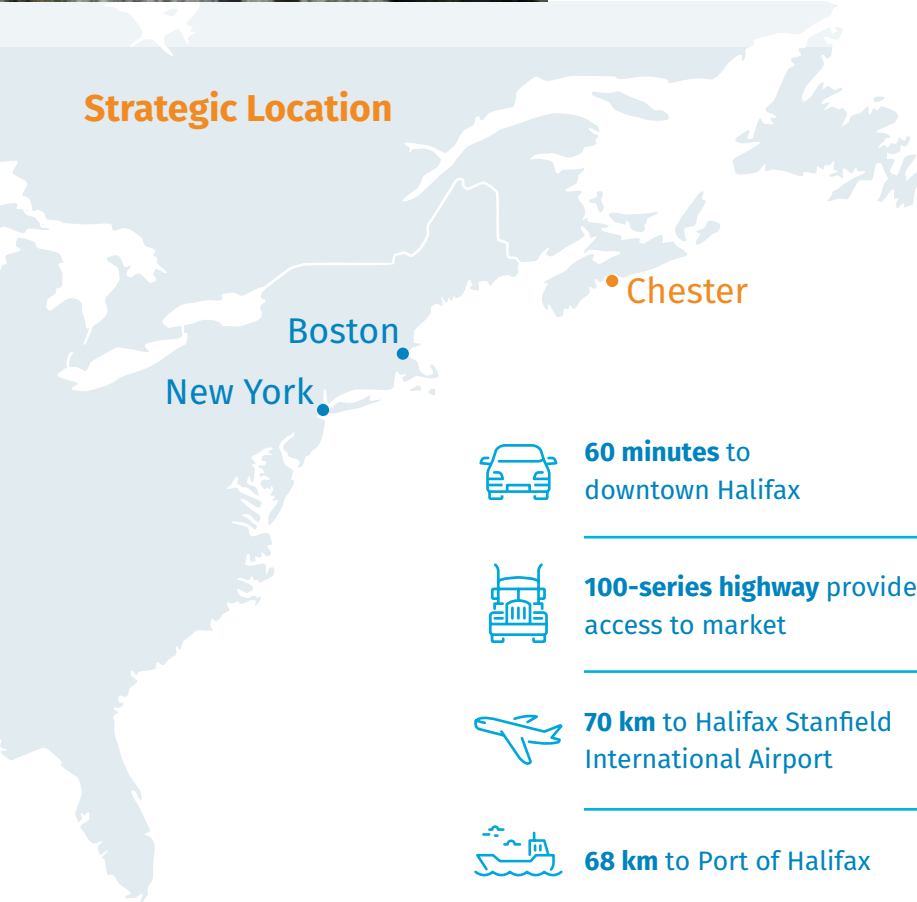 Strategic Location
Chester
Boston
New York
60 minutes to
downtown Halifax
100-series highway provide
access to market
70 km to Halifax Stanfield
International Airport
68 km to Port of Halifax